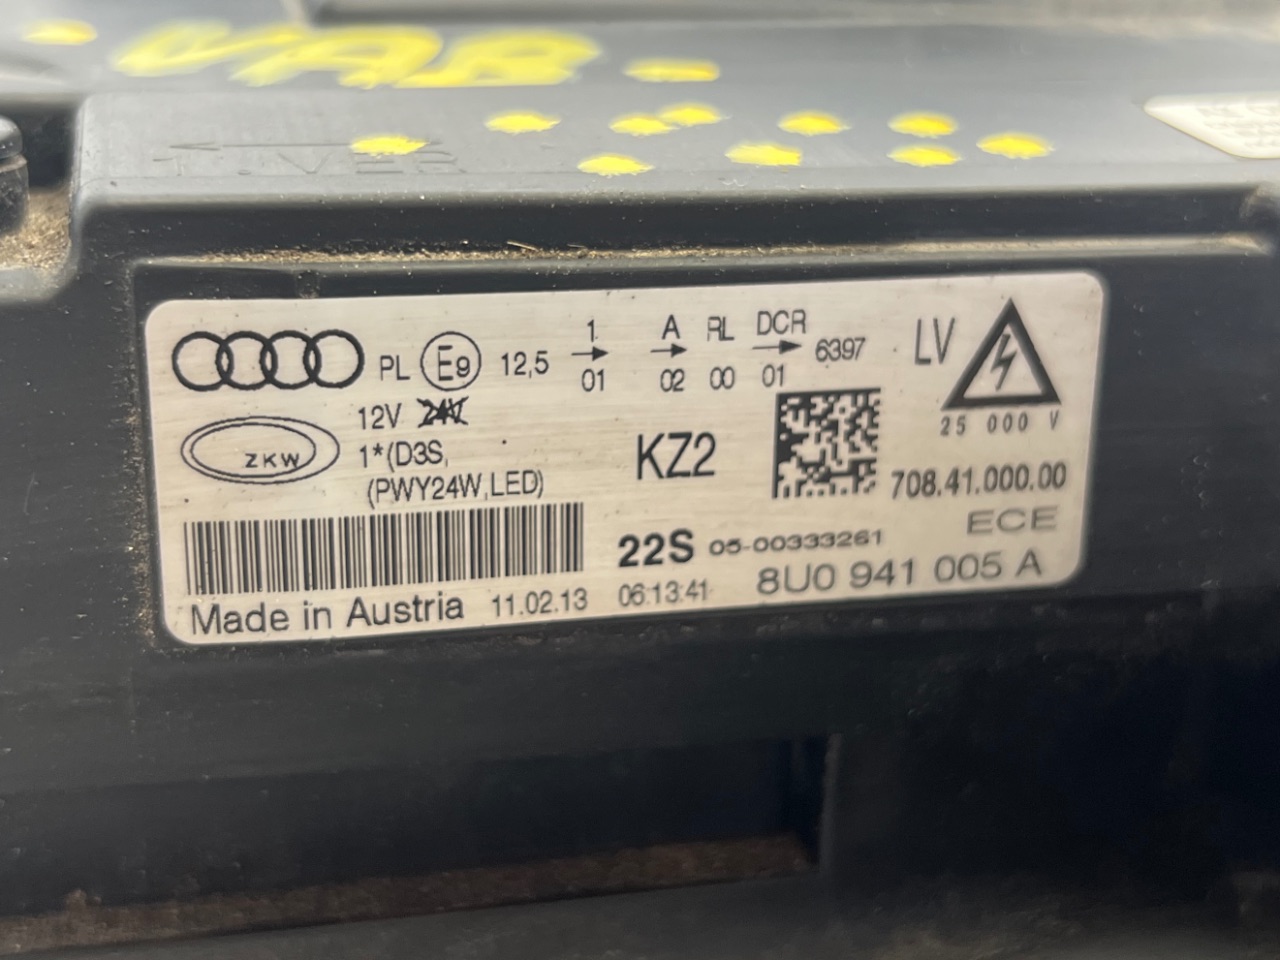 PL E9 12,5 1 01 A 02 RL 00 DCR 01 6397 LV
12V 24V
ZKW 1*(D3S, KZ2
25 000 V
(PWY24W,LED) 708.41.000.00
ECE
22S 05-00333261
Made in Austria 11.02.13 06:13:41 8U0 941 005 A